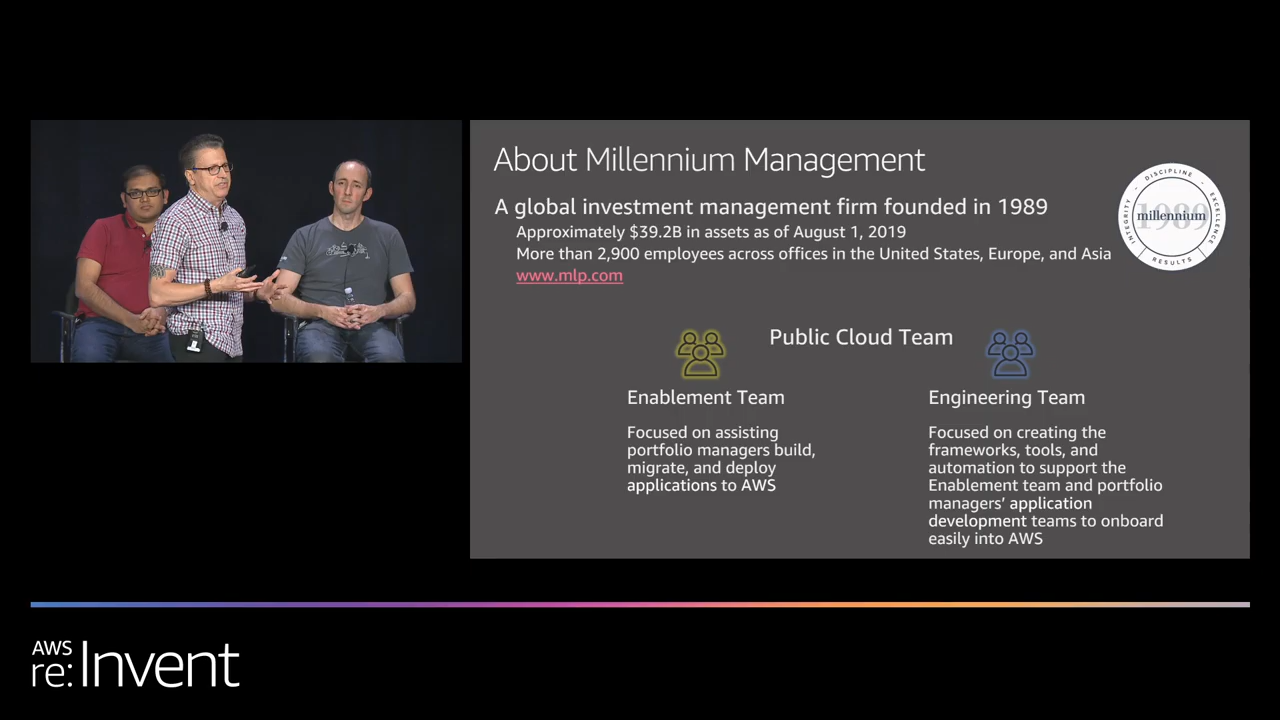 About Millennium Management
A global investment management firm founded in 1989
Approximately $39.2B in assets as of August 1, 2019
More than 2,900 employees across offices in the United States, Europe, and Asia
www.mlp.com
DISCIPLINE
EXCELLENCE
RESULTS
INTEGRITY
1989
millennium
Public Cloud Team
Enablement Team
Focused on assisting
portfolio managers build,
migrate, and deploy
applications to AWS
Engineering Team
Focused on creating the
frameworks, tools, and
automation to support the
Enablement team and portfolio
managers’ application
development teams to onboard
easily into AWS
AWS
re:Invent